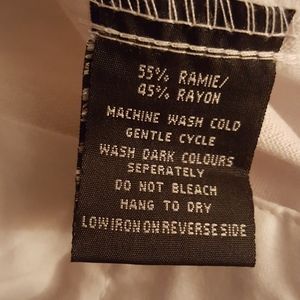 55% RAMIE/
45% RAYON
MACHINE WASH COLD
GENTLE CYCLE
WASH DARK COLOURS
SEPERATELY
DO NOT BLEACH
HANG TO DRY
LOW IRON ON REVERSE SIDE